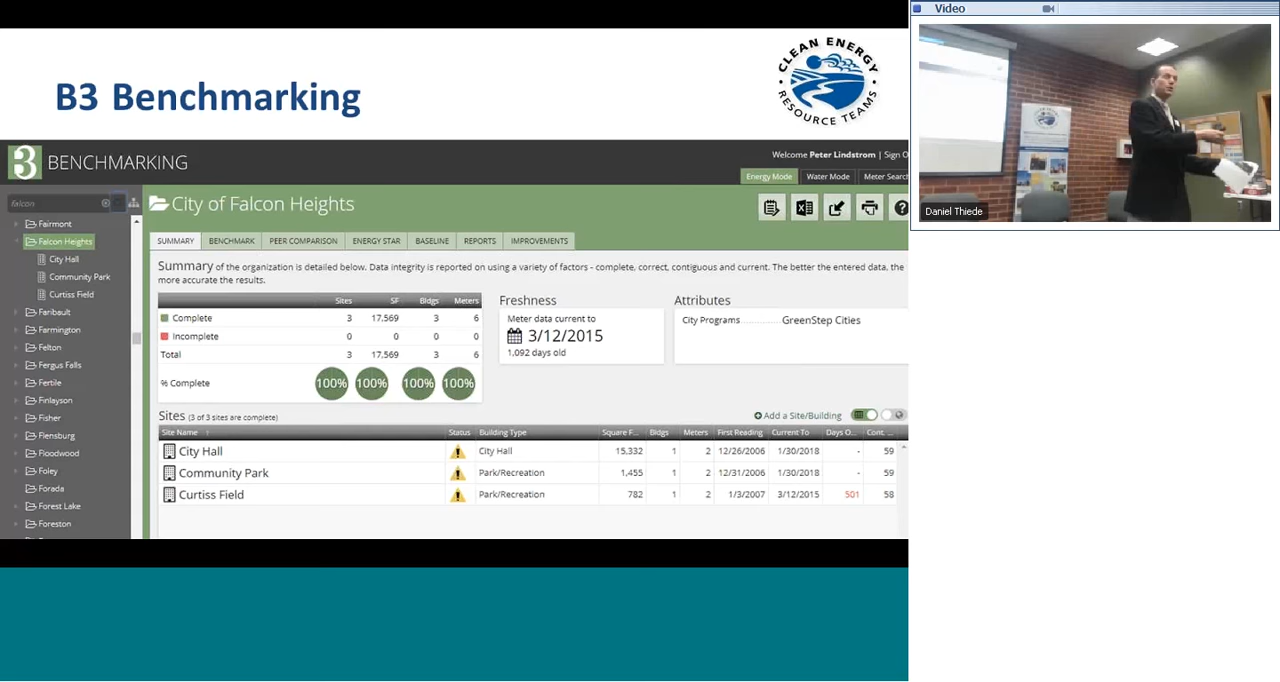 B3 Benchmarking
CLEAN ENERGY
RESOURCE TEAMS
Video
Daniel Thiede
3 BENCHMARKING
Welcome Peter Lindstrom | Sign O
Energy Mode Water Mode Meter Search
falcon
City of Falcon Heights
SUMMARY BENCHMARK PEER COMPARISON ENERGY STAR BASELINE REPORTS IMPROVEMENTS
Fairmont
Falcon Heights
City Hall
Community Park
Curtiss Field
Faribault
Farmington
Felton
Fergus Falls
Fertile
Finlayson
Fisher
Flensburg
Floodwood
Foley
Forada
Forest Lake
Foreston
Summary of the organization is detailed below. Data integrity is reported on using a variety of factors - complete, correct, contiguous and current. The better the entered data, the
more accurate the results.
Sites SF Bldgs Meters
Complete 3 17,569 3 6
Incomplete 0 0 0 0
Total 3 17,569 3 6
% Complete 100% 100% 100% 100%
Freshness
Meter data current to
3/12/2015
1,092 days old
Attributes
City Programs GreenStep Cities
Sites (3 of 3 sites are complete)
Add a Site/Building
Site Name Status Building Type Square F... Bldgs Meters First Reading Current To Days O... Cont. ...
City Hall City Hall 15,332 1 2 12/26/2006 1/30/2018 - 59
Community Park Park/Recreation 1,455 1 2 12/31/2006 1/30/2018 - 59
Curtiss Field Park/Recreation 782 1 2 1/3/2007 3/12/2015 501 58